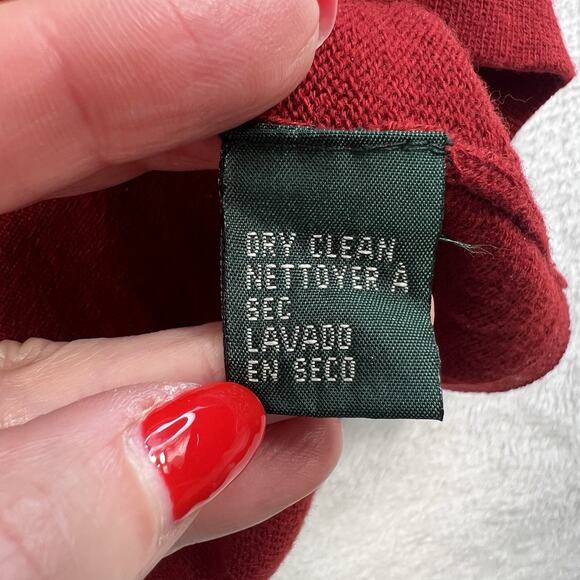 DRY CLEAN
NETTOYER A
SEC
LAVADO
EN SECO